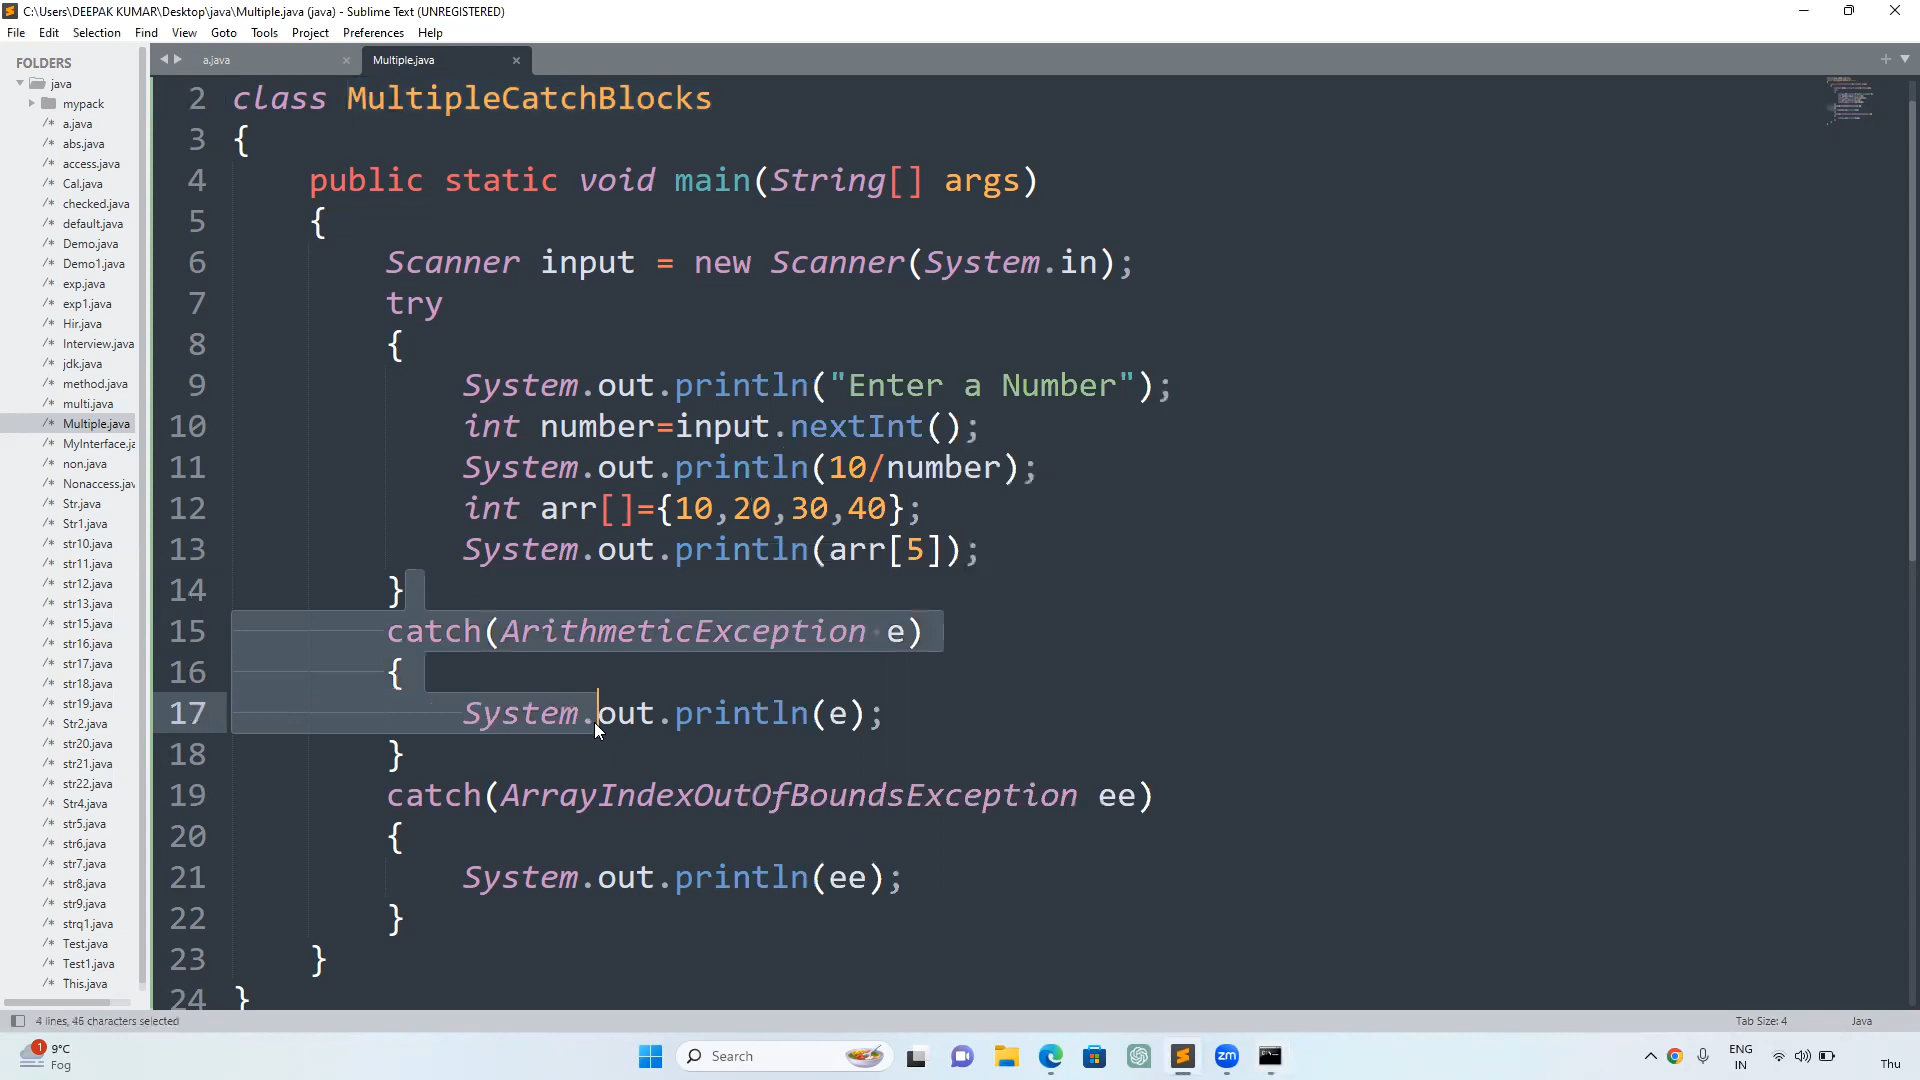 C:\Users\DEEPAK KUMAR\Desktop\java\Multiple.java (java) - Sublime Text (UNREGISTERED)
File Edit Selection Find View Goto Tools Project Preferences Help
FOLDERS
java
mypack
a.java
abs.java
access.java
Cal.java
checked.java
default.java
Demo.java
Demo1.java
exp.java
exp1.java
Hir.java
Interview.java
jdk.java
method.java
multi.java
Multiple.java
MyInterface.ja
non.java
Nonaccess.jav
Str.java
Str1.java
str10.java
str11.java
str12.java
str13.java
str15.java
str16.java
str17.java
str18.java
str19.java
Str2.java
str20.java
str21.java
str22.java
Str4.java
str5.java
str6.java
str7.java
str8.java
str9.java
strq1.java
Test.java
Test1.java
This.java
a.java
Multiple.java
2 class MultipleCatchBlocks
3 {
4 public static void main(String[] args)
5 {
6 Scanner input = new Scanner(System.in);
7 try
8 {
9 System.out.println("Enter a Number");
10 int number=input.nextInt();
11 System.out.println(10/number);
12 int arr[]={10,20,30,40};
13 System.out.println(arr[5]);
14 }
15 catch(ArithmeticException e)
16 {
17 System.out.println(e);
18 }
19 catch(ArrayIndexOutOfBoundsException ee)
20 {
21 System.out.println(ee);
22 }
23 }
24 }
4 lines, 46 characters selected
Tab Size: 4
Java
1
9°C
Fog
Search
zm
ENG
IN
Thu